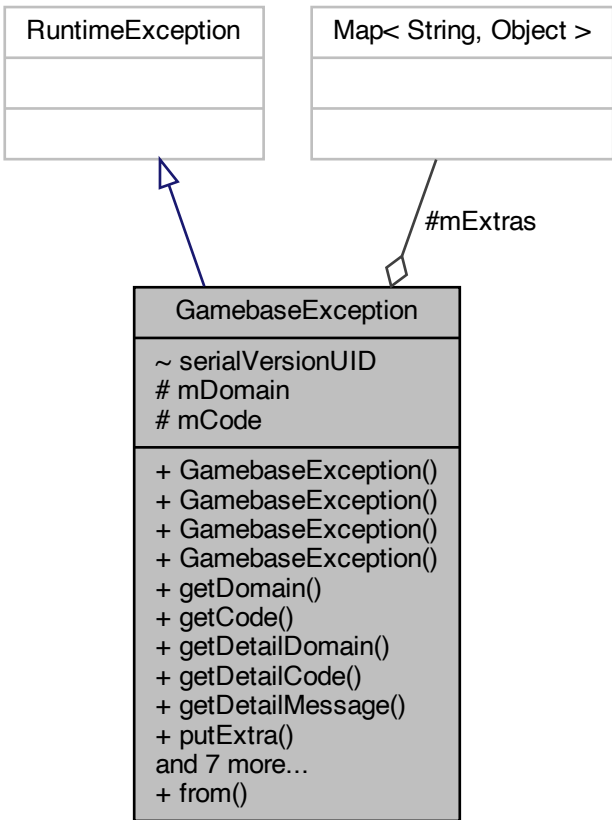 RuntimeException
Map< String, Object >
#mExtras
GamebaseException
~ serialVersionUID
# mDomain
# mCode
+ GamebaseException()
+ GamebaseException()
+ GamebaseException()
+ GamebaseException()
+ getDomain()
+ getCode()
+ getDetailDomain()
+ getDetailCode()
+ getDetailMessage()
+ putExtra()
and 7 more...
+ from()